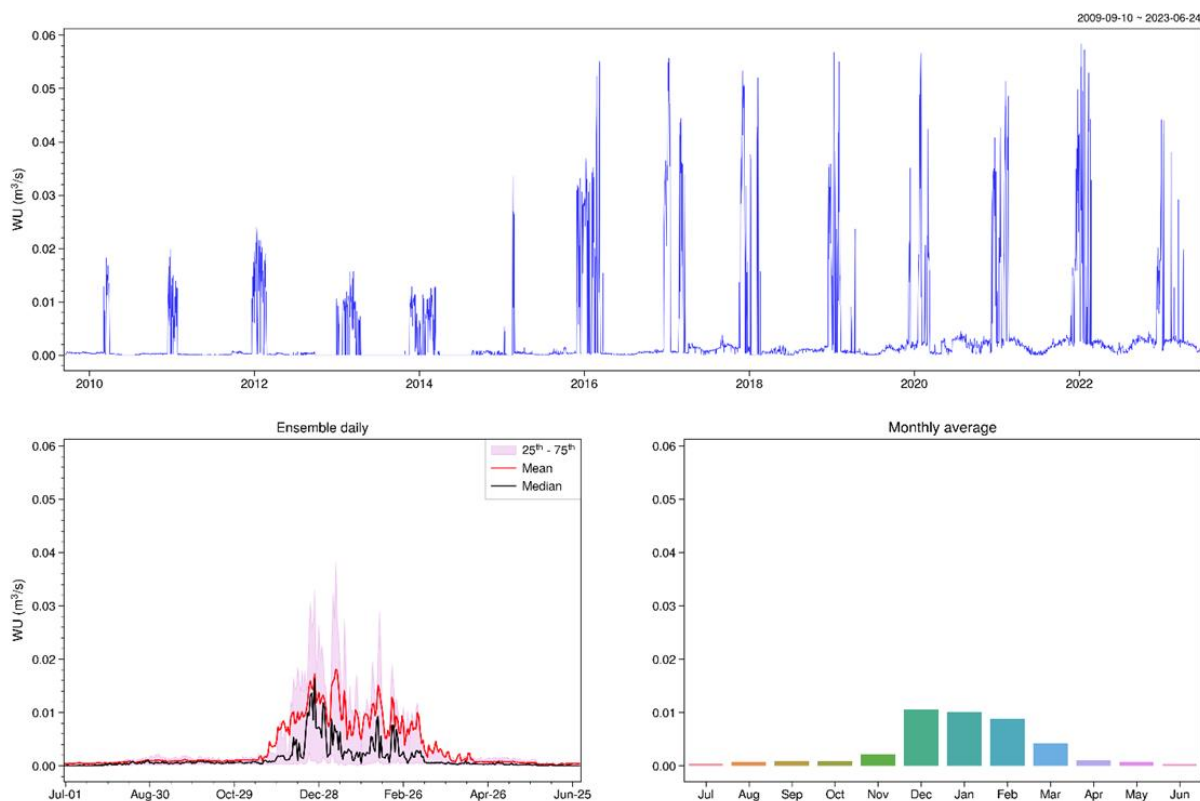 2009-09-10 ~ 2023-06-24
WU (m³/s)
0.06
0.05
0.04
0.03
0.02
0.01
0.00
2010 2012 2014 2016 2018 2020 2022
Ensemble daily
WU (m³/s)
0.06
0.05
0.04
0.03
0.02
0.01
0.00
25th - 75th
Mean
Median
Jul-01 Aug-30 Oct-29 Dec-28 Feb-26 Apr-26 Jun-25
Monthly average
0.06
0.05
0.04
0.03
0.02
0.01
0.00
Jul Aug Sep Oct Nov Dec Jan Feb Mar Apr May Jun